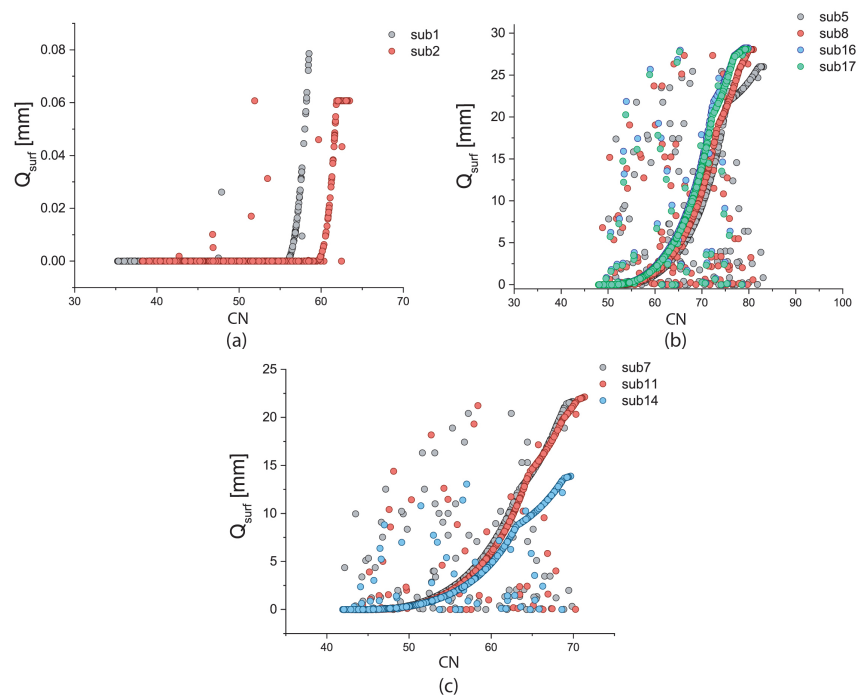 sub1
sub2
0.08
0.06
0.04
0.02
0.00
Qsurf [mm]
30 40 50 60 70
CN
(a)
sub5
sub8
sub16
sub17
30
25
20
15
10
5
0
Qsurf [mm]
30 40 50 60 70 80 90 100
CN
(b)
sub7
sub11
sub14
25
20
15
10
5
0
Qsurf [mm]
40 50 60 70
CN
(c)